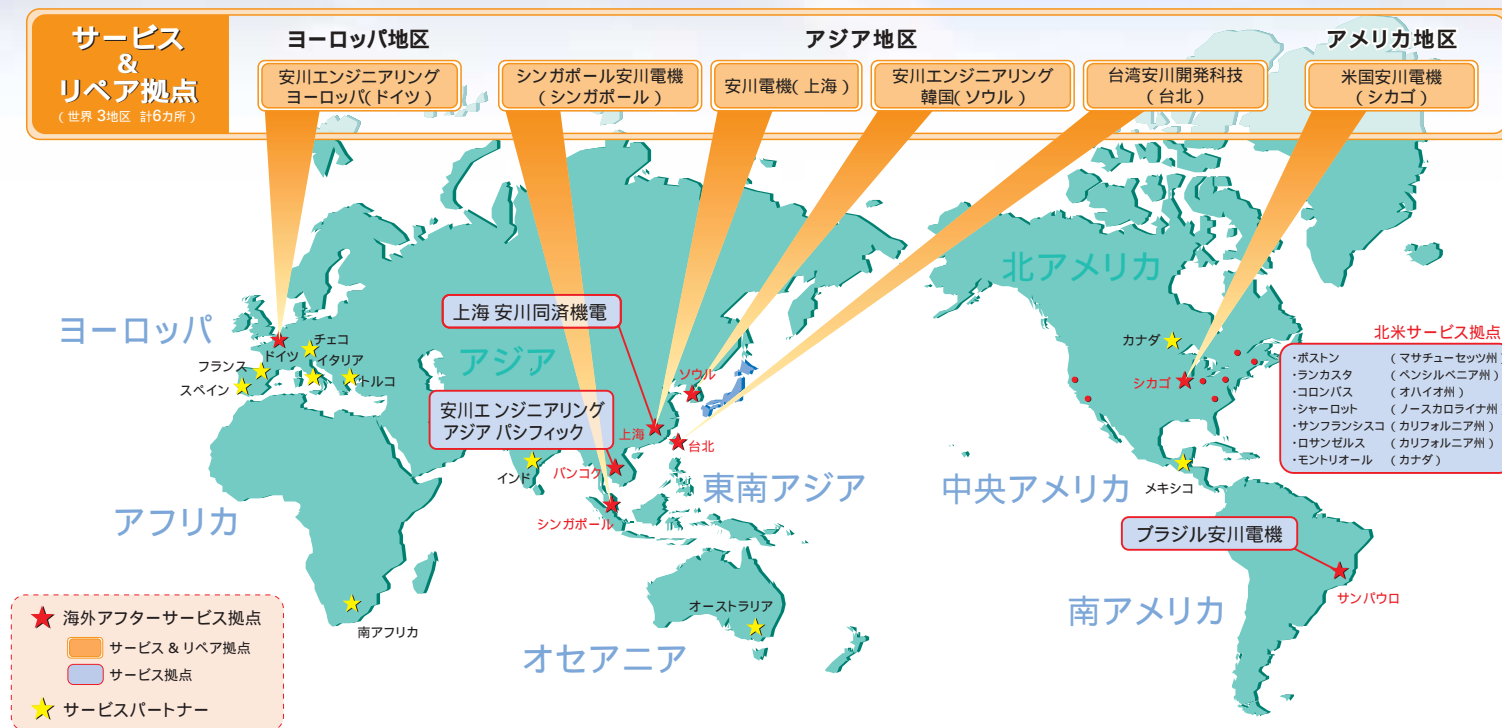 サービス
&
リペア拠点
(世界 3地区 計6カ所)
ヨーロッパ地区
アジア地区
アメリカ地区
安川エンジニアリング
ヨーロッパ(ドイツ)
シンガポール安川電機
(シンガポール)
安川電機(上海)
安川エンジニアリング
韓国(ソウル)
台湾安川開発科技
(台北)
米国安川電機
(シカゴ)
北アメリカ
ヨーロッパ
アジア
上海 安川同済機電
チェコ
フランス
ドイツ
イタリア
スペイン
トルコ
ソウル
安川エンジニアリング
アジア パシフィック
上海
台北
インド
バンコク
シンガポール
東南アジア
アフリカ
南アフリカ
オーストラリア
オセアニア
カナダ
シカゴ
北米サービス拠点
・ボストン (マサチューセッツ州)
・ランカスタ (ペンシルベニア州)
・コロンバス (オハイオ州)
・シャーロット (ノースカロライナ州)
・サンフランシスコ (カリフォルニア州)
・ロサンゼルス (カリフォルニア州)
・モントリオール (カナダ)
中央アメリカ
メキシコ
ブラジル安川電機
南アメリカ
サンパウロ
海外アフターサービス拠点
サービス & リペア拠点
サービス拠点
サービスパートナー